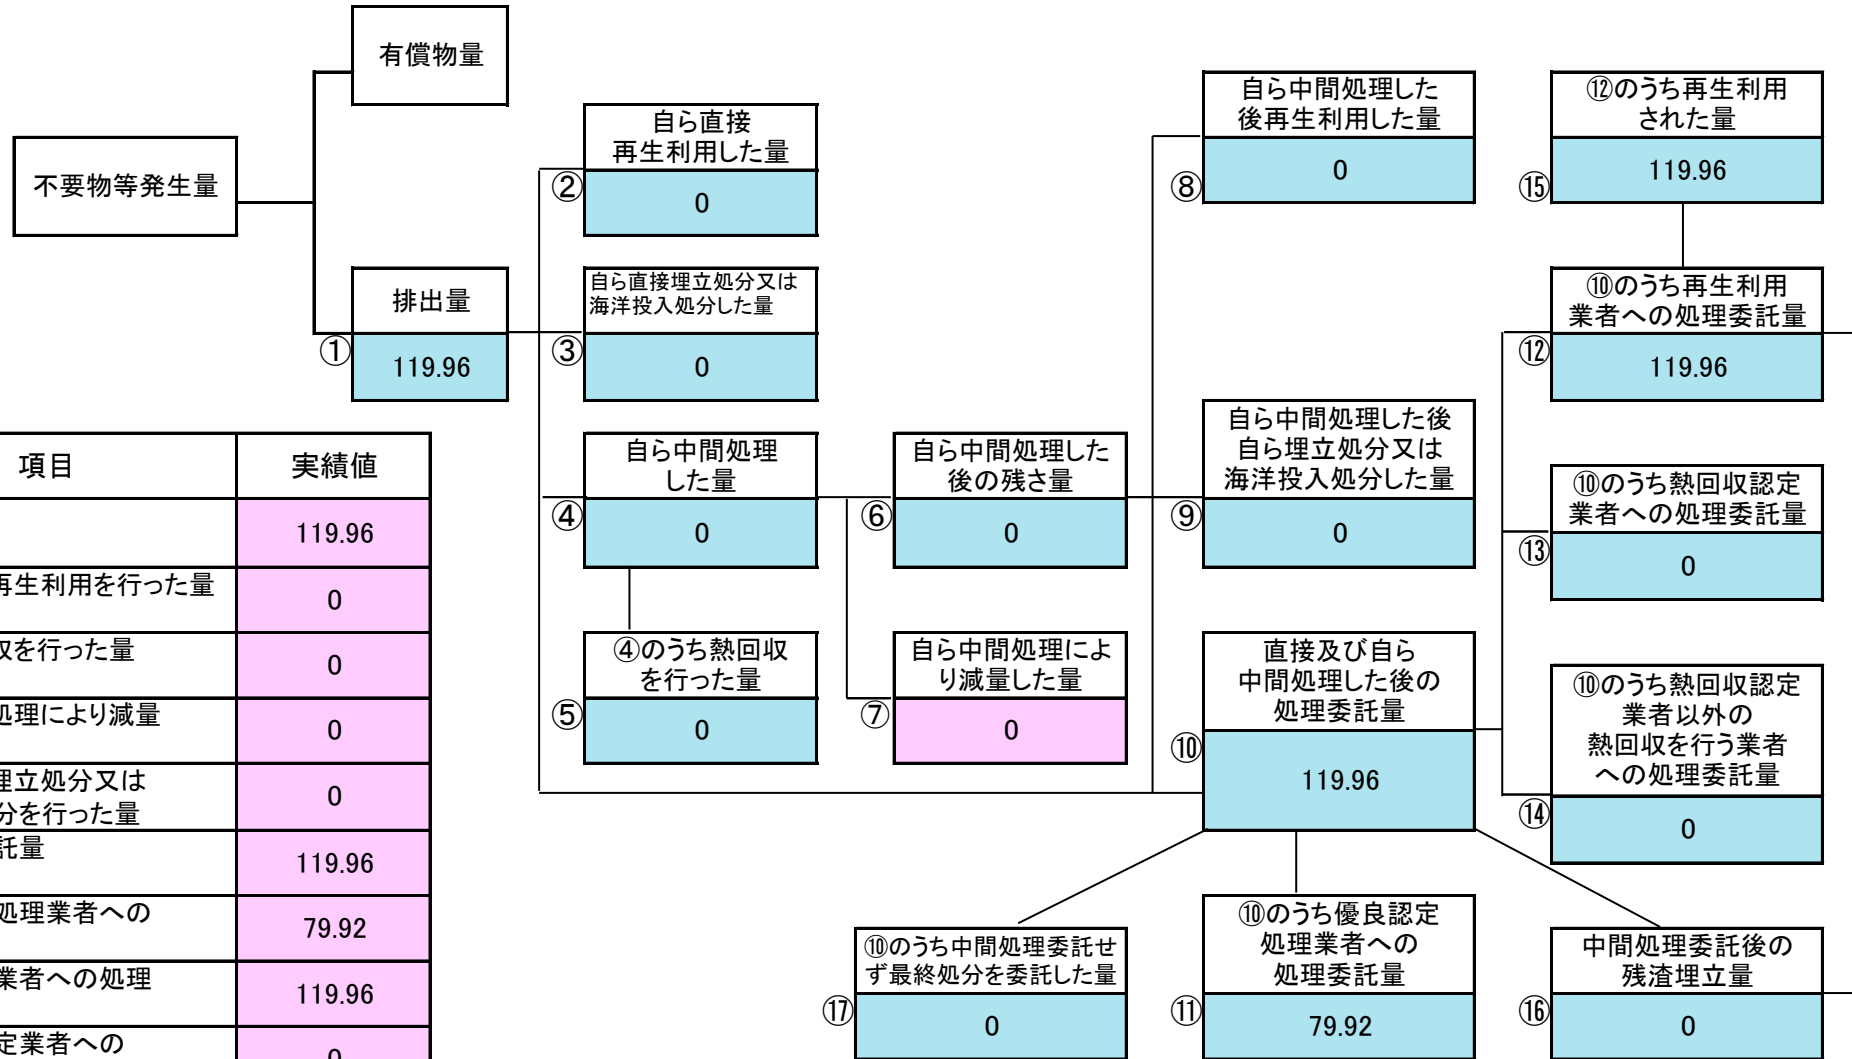 有償物量
不要物等発生量
排出量
①
119.96
自ら直接
再生利用した量
②
0
自ら直接埋立処分又は
海洋投入処分した量
③
0
自ら中間処理
した量
④
0
④のうち熱回収
を行った量
⑤
0
自ら中間処理した
後の残さ量
⑥
0
自ら中間処理によ
り減量した量
⑦
0
自ら中間処理した
後再生利用した量
⑧
0
自ら中間処理した後
自ら埋立処分又は
海洋投入処分した量
⑨
0
直接及び自ら
中間処理した後の
処理委託量
⑩
119.96
⑩のうち優良認定
処理業者への
処理委託量
⑪
79.92
⑫のうち再生利用
された量
⑮
119.96
⑩のうち再生利用
業者への処理委託量
⑫
119.96
⑩のうち熱回収認定
業者への処理委託量
⑬
0
⑩のうち熱回収認定
業者以外の
熱回収を行う業者
への処理委託量
⑭
0
中間処理委託後の
残渣埋立量
⑯
0
⑩のうち中間処理委託せ
ず最終処分を委託した量
⑰
0
項目 実績値
119.96
再生利用を行った量 0
を行った量 0
処理により減量 0
埋立処分又は
分を行った量 0
託量 119.96
処理業者への 79.92
業者への処理 119.96
定業者への 0